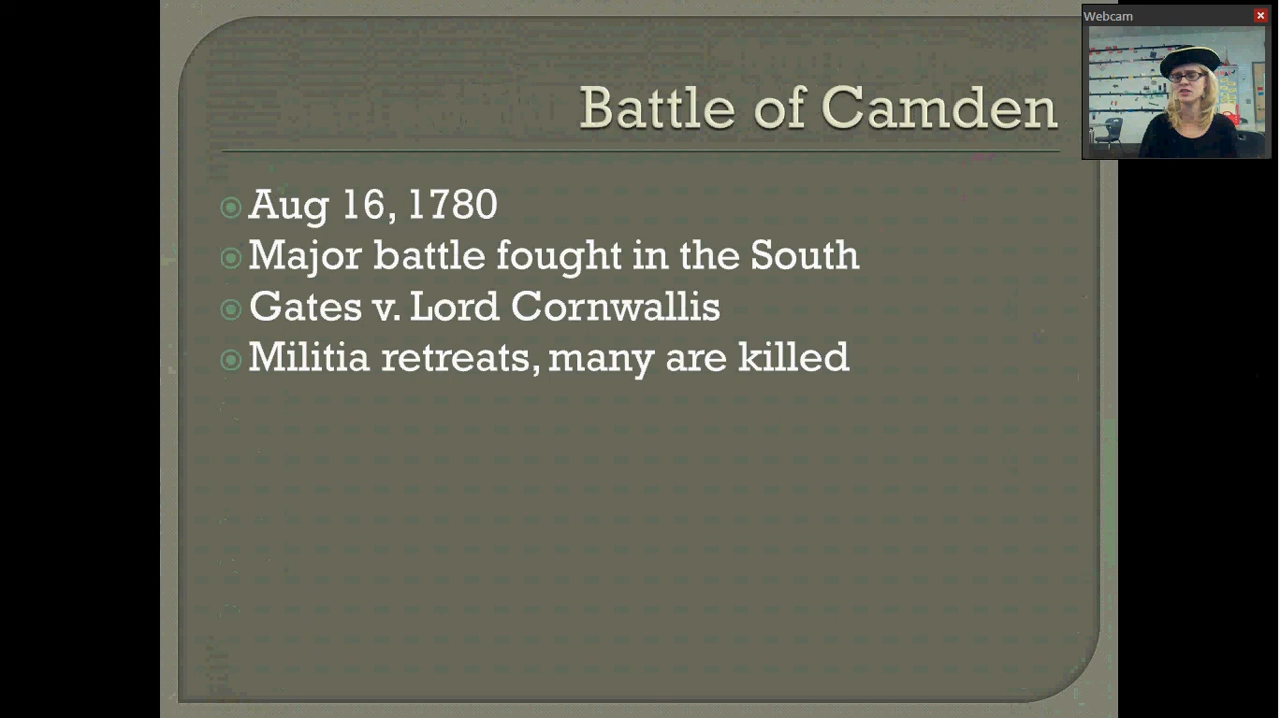 Webcam
Battle of Camden
Aug 16, 1780
Major battle fought in the South
Gates v. Lord Cornwallis
Militia retreats, many are killed